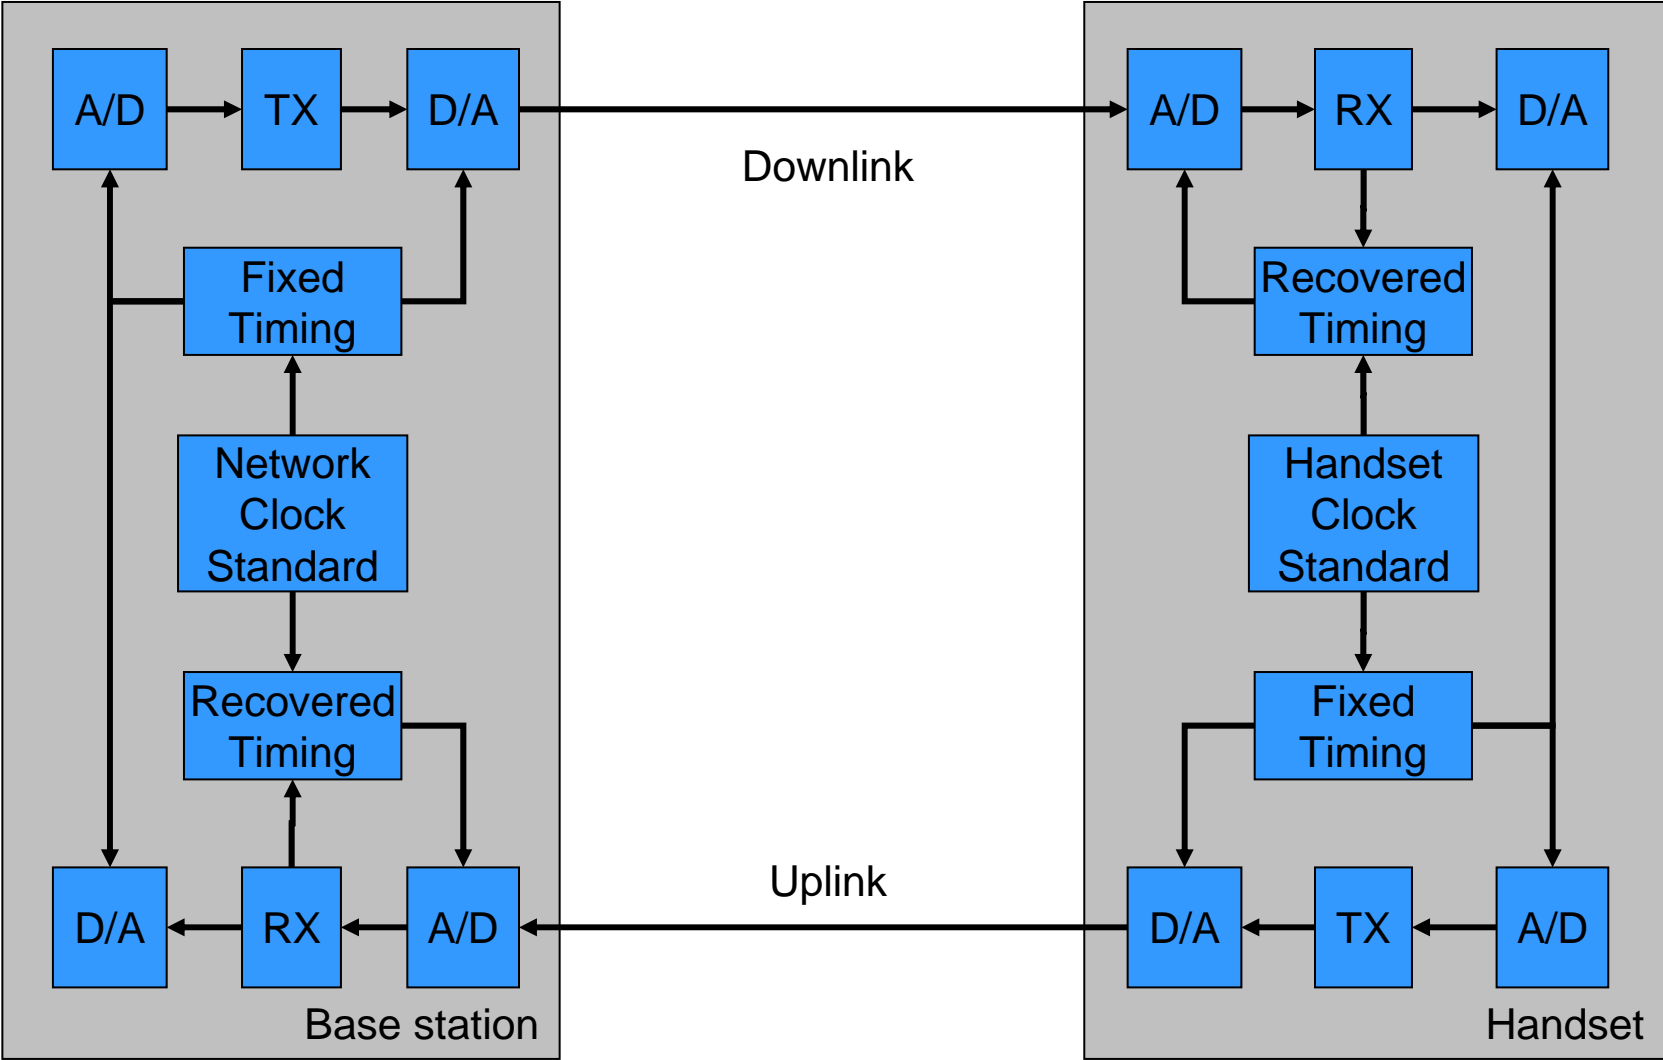 A/D
TX
D/A
A/D
RX
D/A
Downlink
Fixed
Timing
Recovered
Timing
Network
Clock
Standard
Handset
Clock
Standard
Recovered
Timing
Fixed
Timing
Uplink
D/A
RX
A/D
D/A
TX
A/D
Base station
Handset